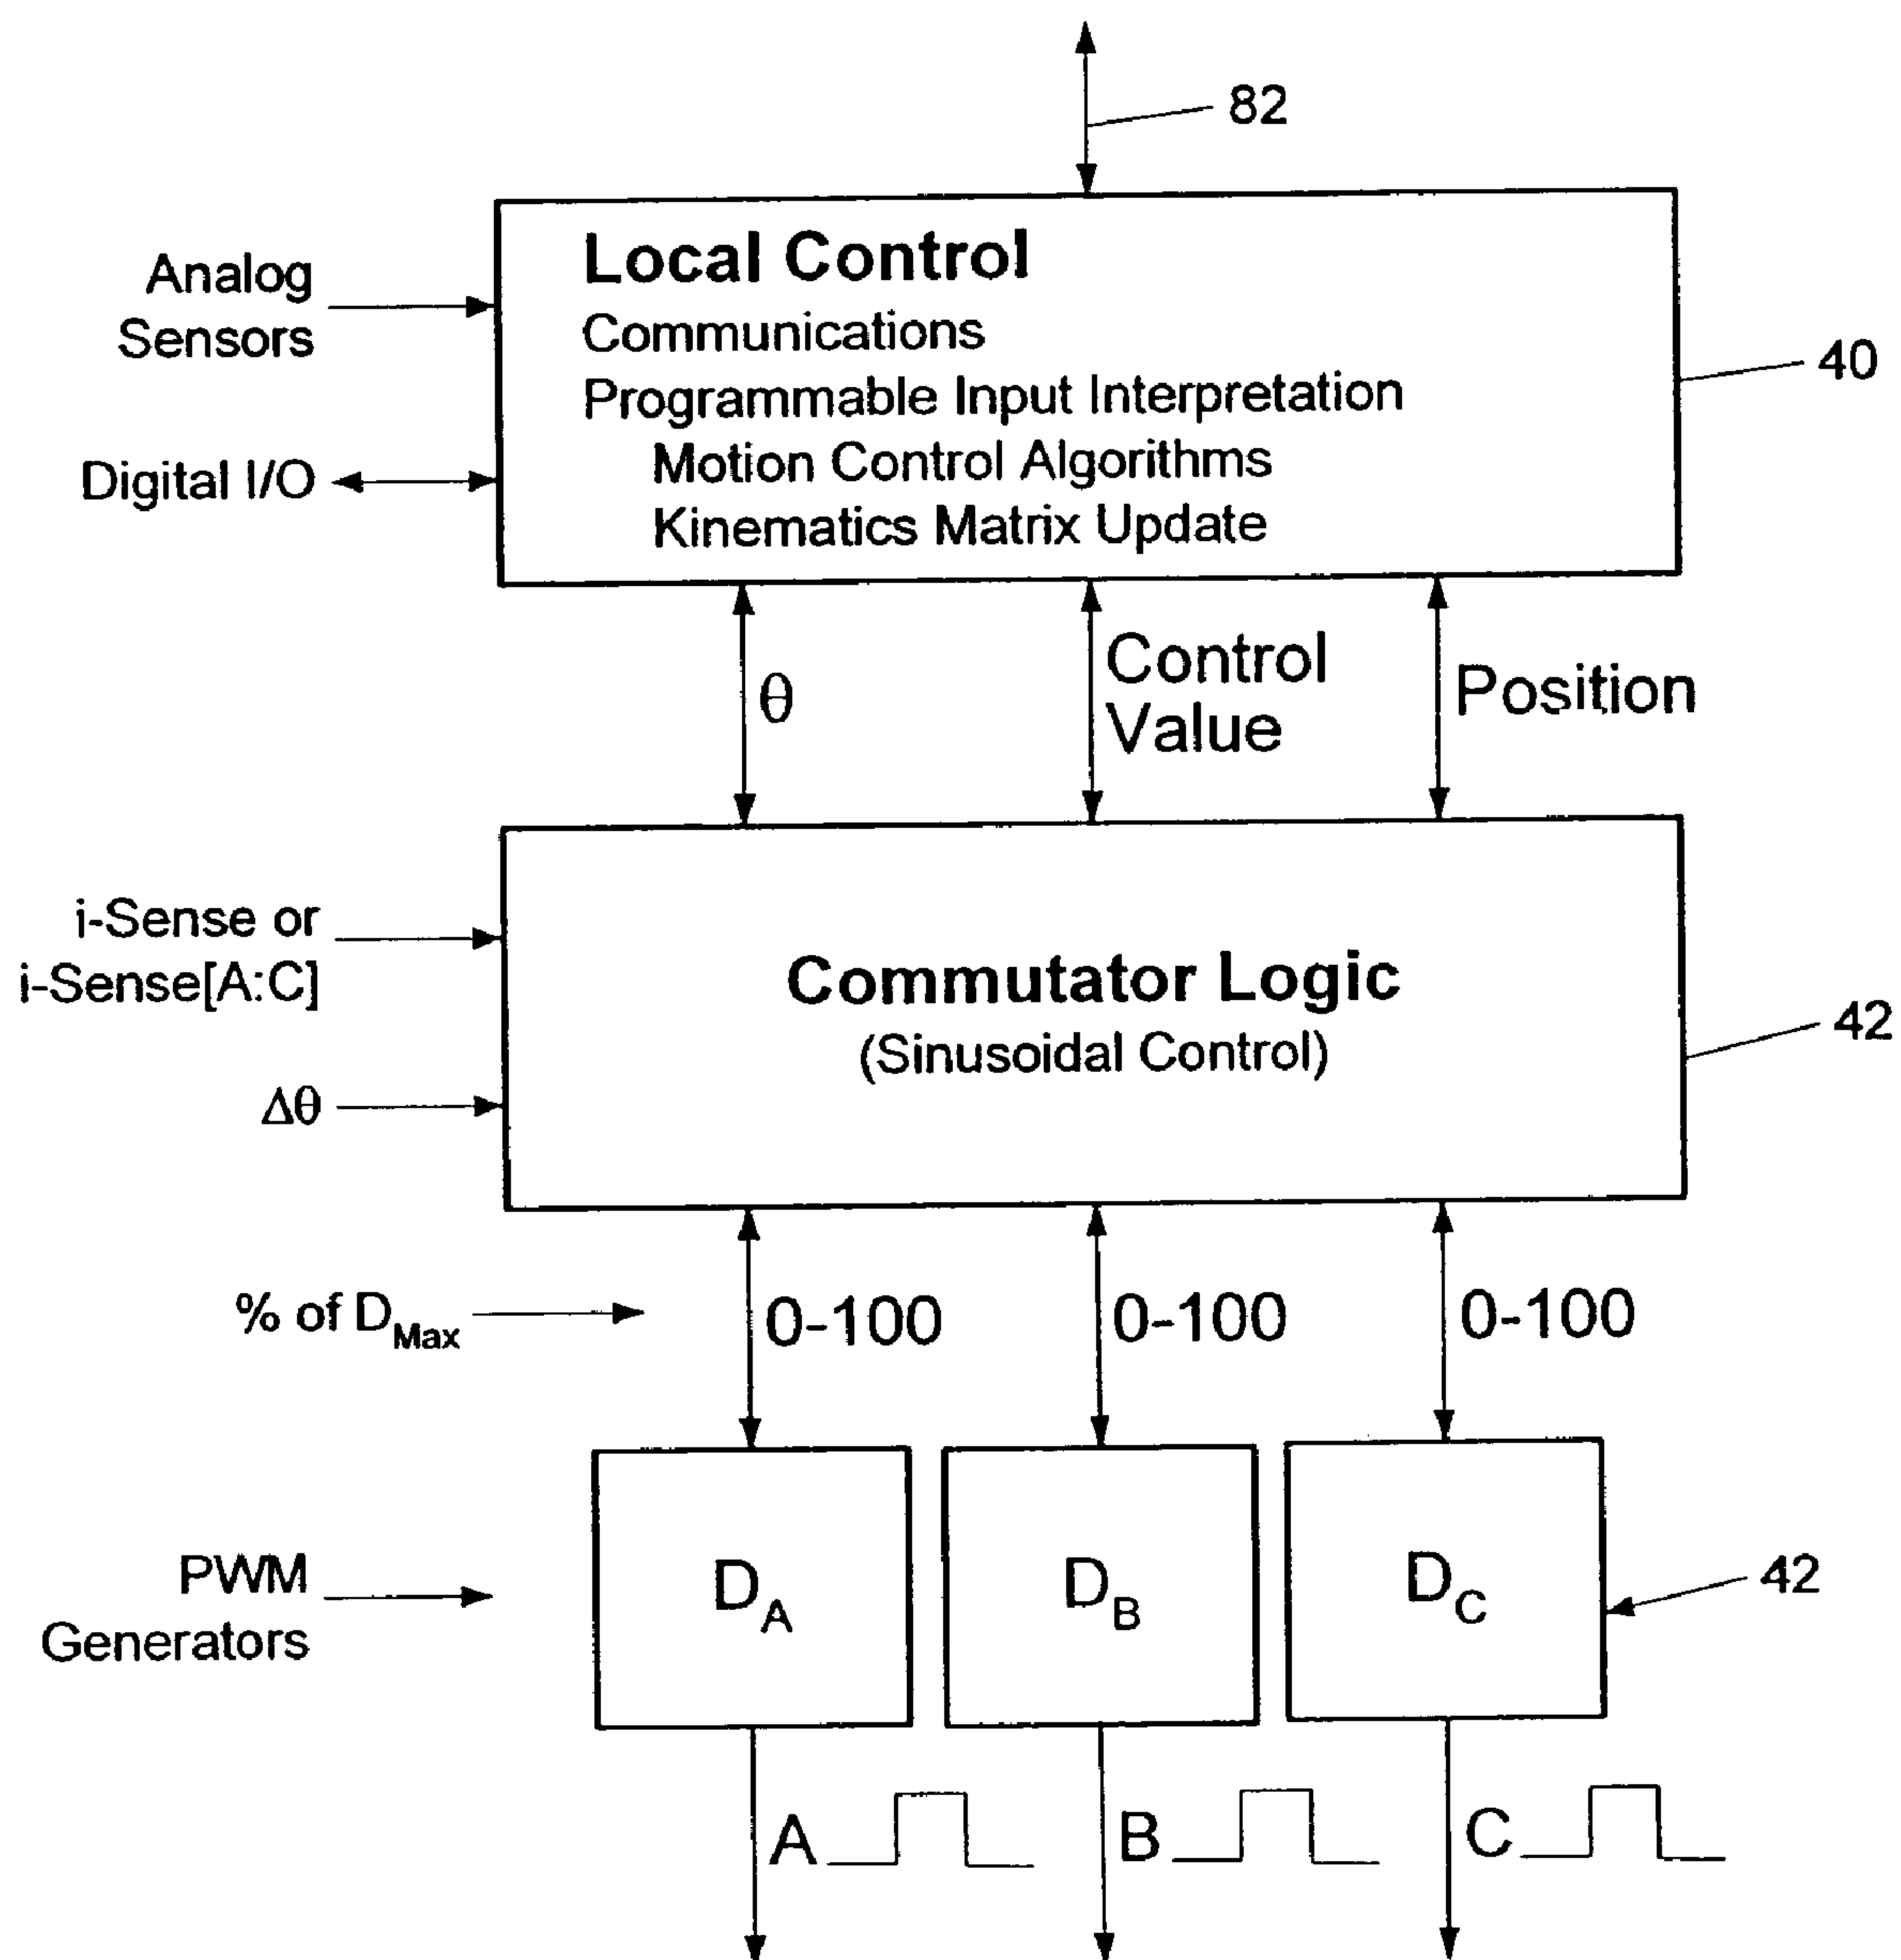 82
Local Control
Communications
Programmable Input Interpretation
Motion Control Algorithms
Kinematics Matrix Update
Analog
Sensors
Digital I/O
40
θ
Control
Value
Position
i-Sense or
i-Sense[A:C]
Δθ
Commutator Logic
(Sinusoidal Control)
42
% of DMax
0-100
0-100
0-100
PWM
Generators
DA
DB
DC
42
A
B
C